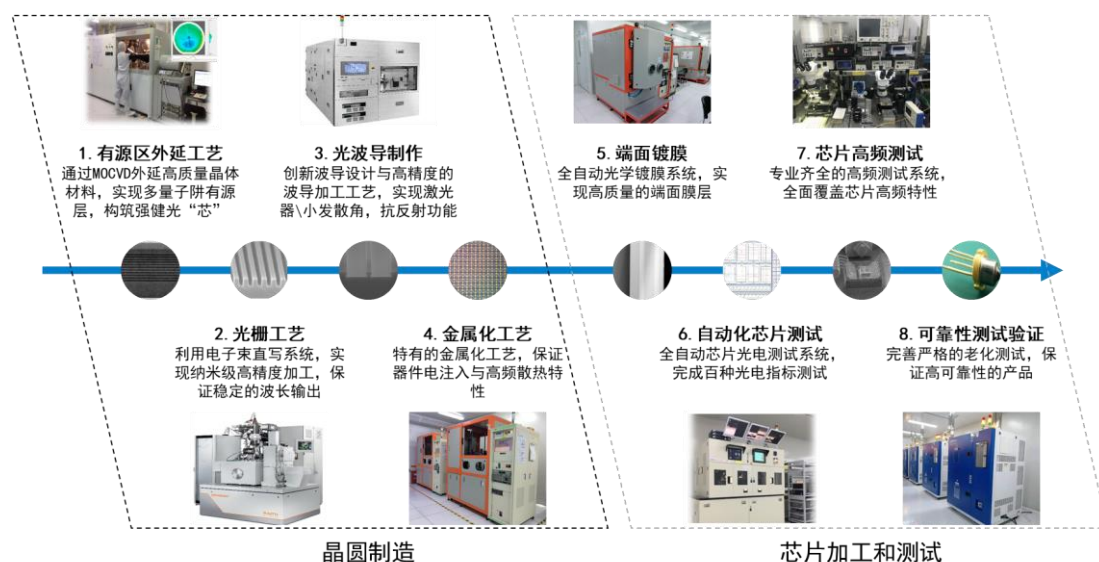 1. 有源区外延工艺
通过MOCVD外延高质量晶体
材料，实现多量子阱有源
层，构筑强健光“芯”
3. 光波导制作
创新波导设计与高精度的
波导加工工艺，实现激光
器\小发散角，抗反射功能
5. 端面镀膜
全自动光学镀膜系统，实
现高质量的端面膜层
7. 芯片高频测试
专业齐全的高频测试系统，
全面覆盖芯片高频特性
2. 光栅工艺
利用电子束直写系统，实
现纳米级高精度加工，保
证稳定的波长输出
4. 金属化工艺
特有的金属化工艺，保证
器件电注入与高频散热特
性
6. 自动化芯片测试
全自动芯片光电测试系统，
完成百种光电指标测试
8. 可靠性测试验证
完善严格的老化测试，保
证高可靠性的产品
晶圆制造
芯片加工和测试